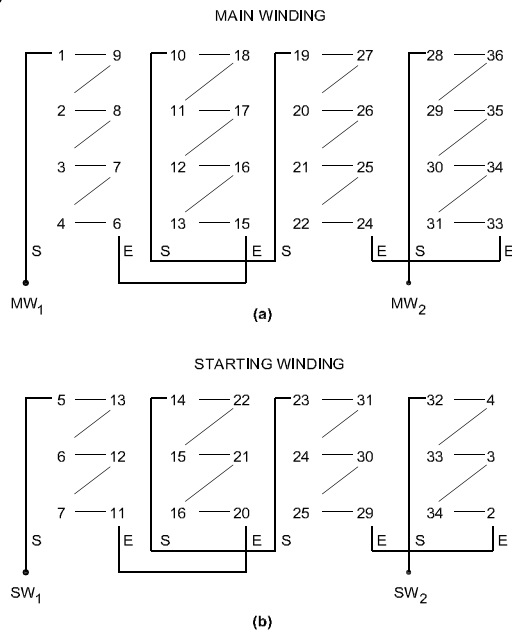 MAIN WINDING
1 9 10 18 19 27 28 36
2 8 11 17 20 26 29 35
3 7 12 16 21 25 30 34
4 6 13 15 22 24 31 33
S E S E S E S E
MW1 MW2
(a)
STARTING WINDING
5 13 14 22 23 31 32 4
6 12 15 21 24 30 33 3
7 11 16 20 25 29 34 2
S E S E S E S E
SW1 SW2
(b)